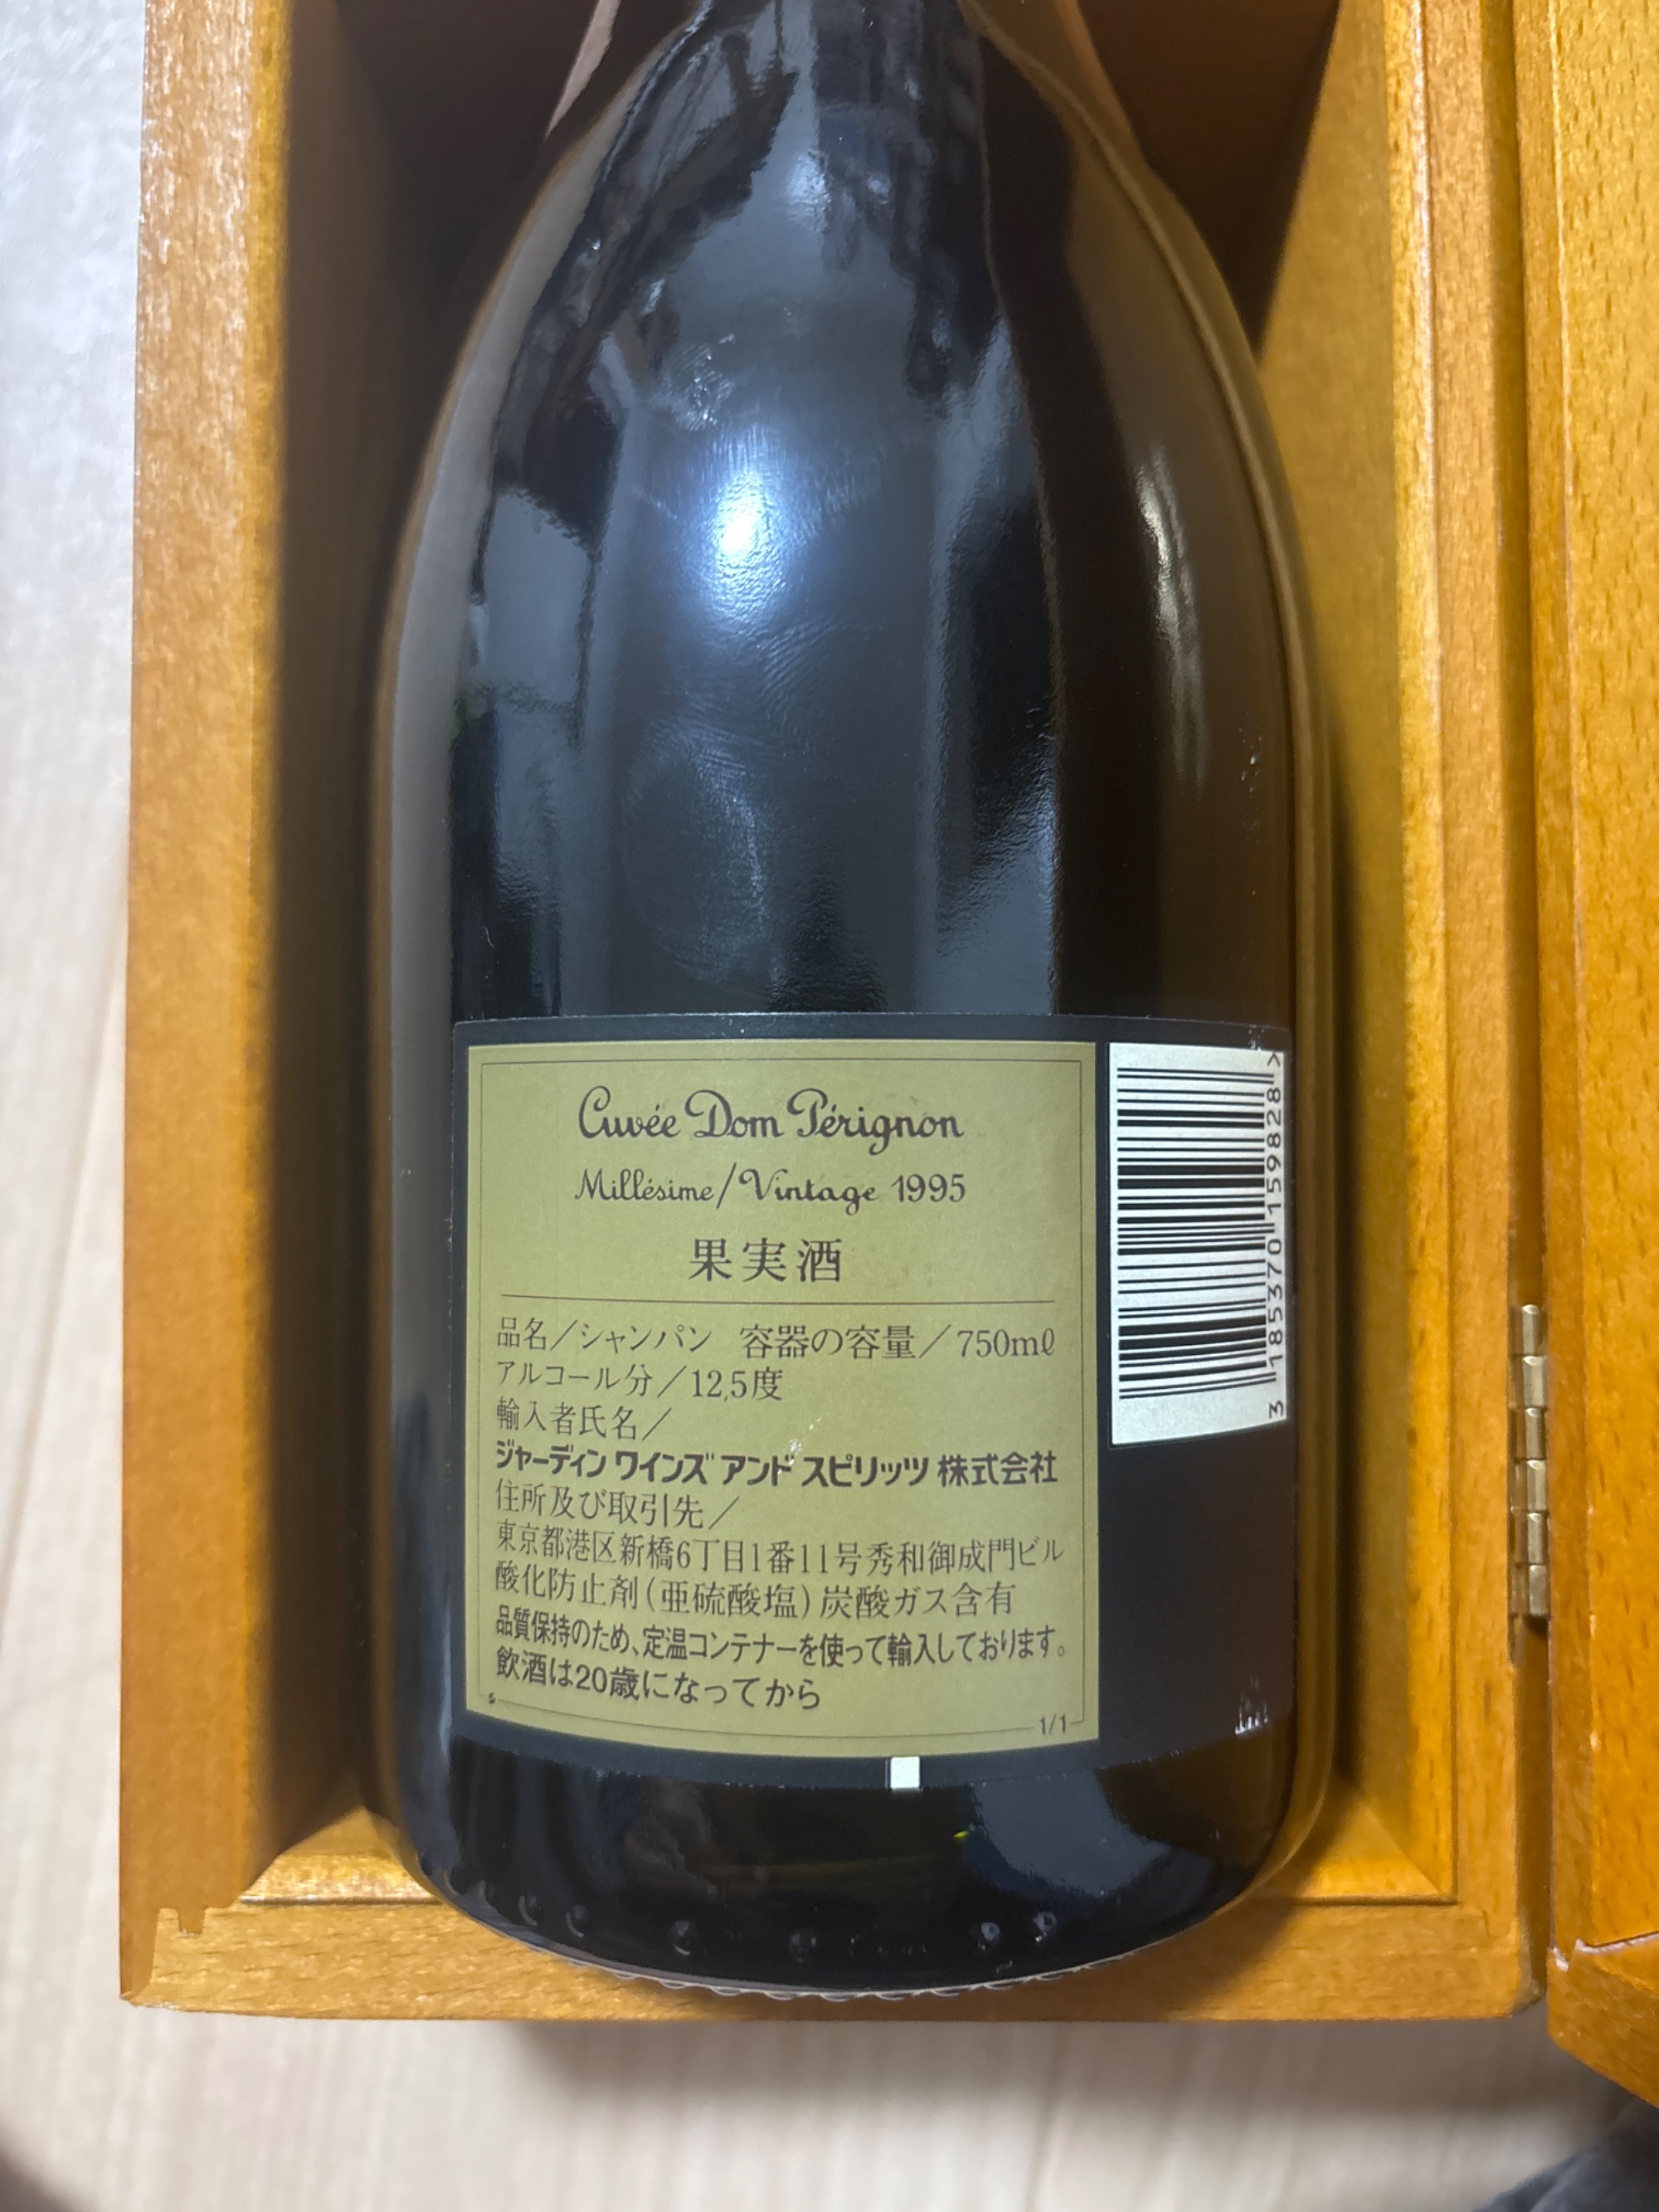 Cuvée Dom Pérignon
Millésime/Vintage 1995
果実酒
品名／シャンパン 容器の容量／750mℓ
アルコール分／12,5度
輸入者氏名／
ジャーディン ワインズ アンド スピリッツ 株式会社
住所及び取引先／
東京都港区新橋6丁目1番11号秀和御成門ビル
酸化防止剤(亜硫酸塩)炭酸ガス含有
品質保持のため、定温コンテナーを使って輸入しております。
飲酒は20歳になってから
1/1
3 185370 159828 >